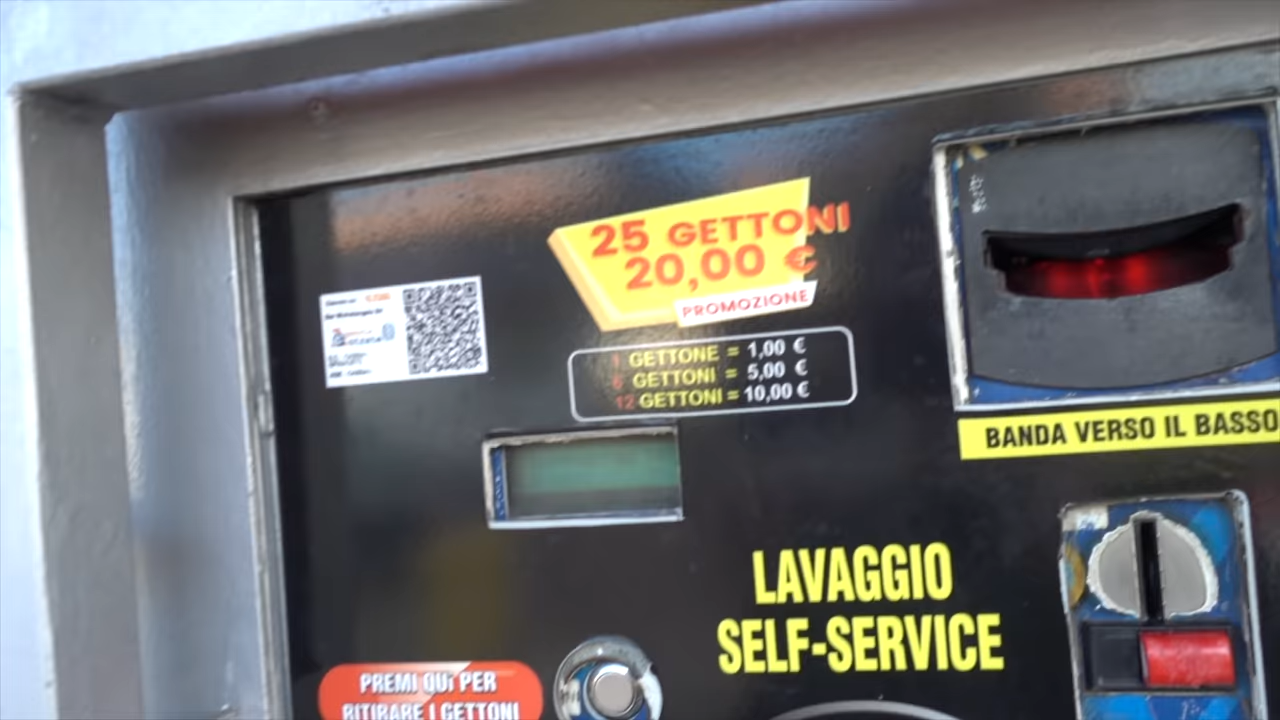 25 GETTONI
20,00 €
PROMOZIONE
1 GETTONE = 1,00 €
6 GETTONI = 5,00 €
12 GETTONI = 10,00 €
BANDA VERSO IL BASSO
LAVAGGIO
SELF-SERVICE
PREMI QUI PER
RITIRARE I GETTONI